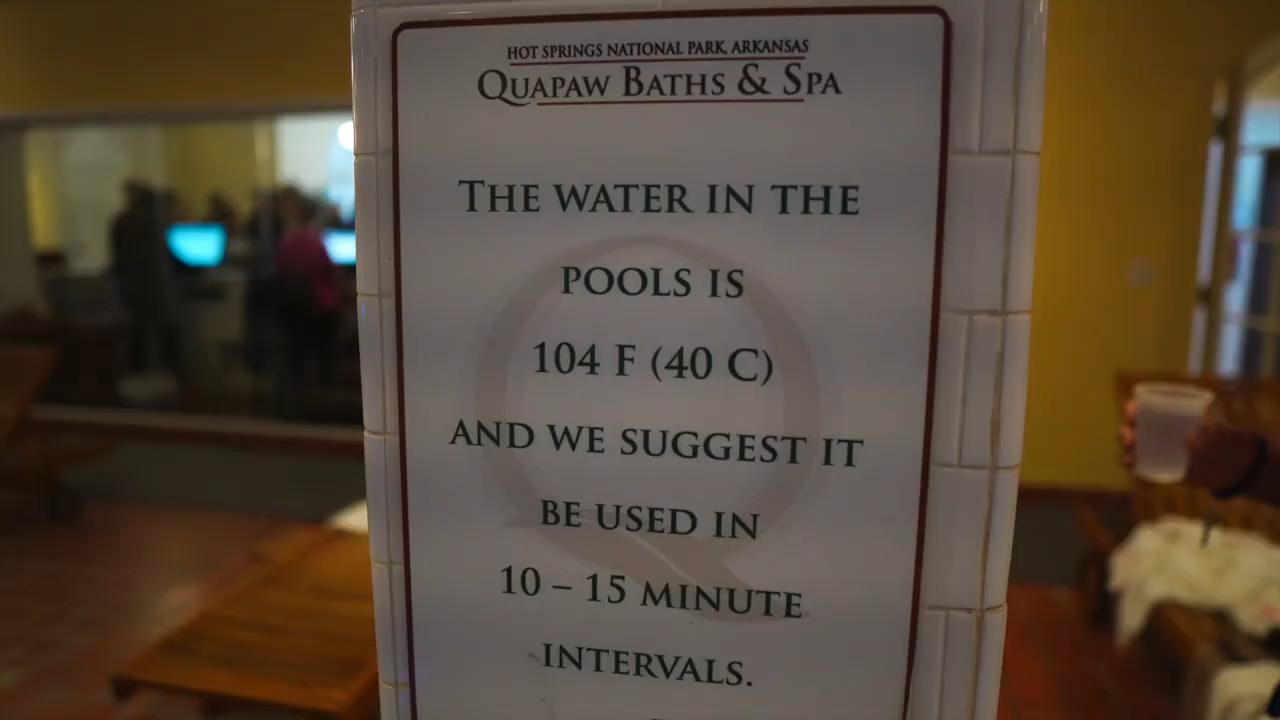 HOT SPRINGS NATIONAL PARK, ARKANSAS
QUAPAW BATHS & SPA
THE WATER IN THE
POOLS IS
104 F (40 C)
AND WE SUGGEST IT
BE USED IN
10 – 15 MINUTE
INTERVALS.